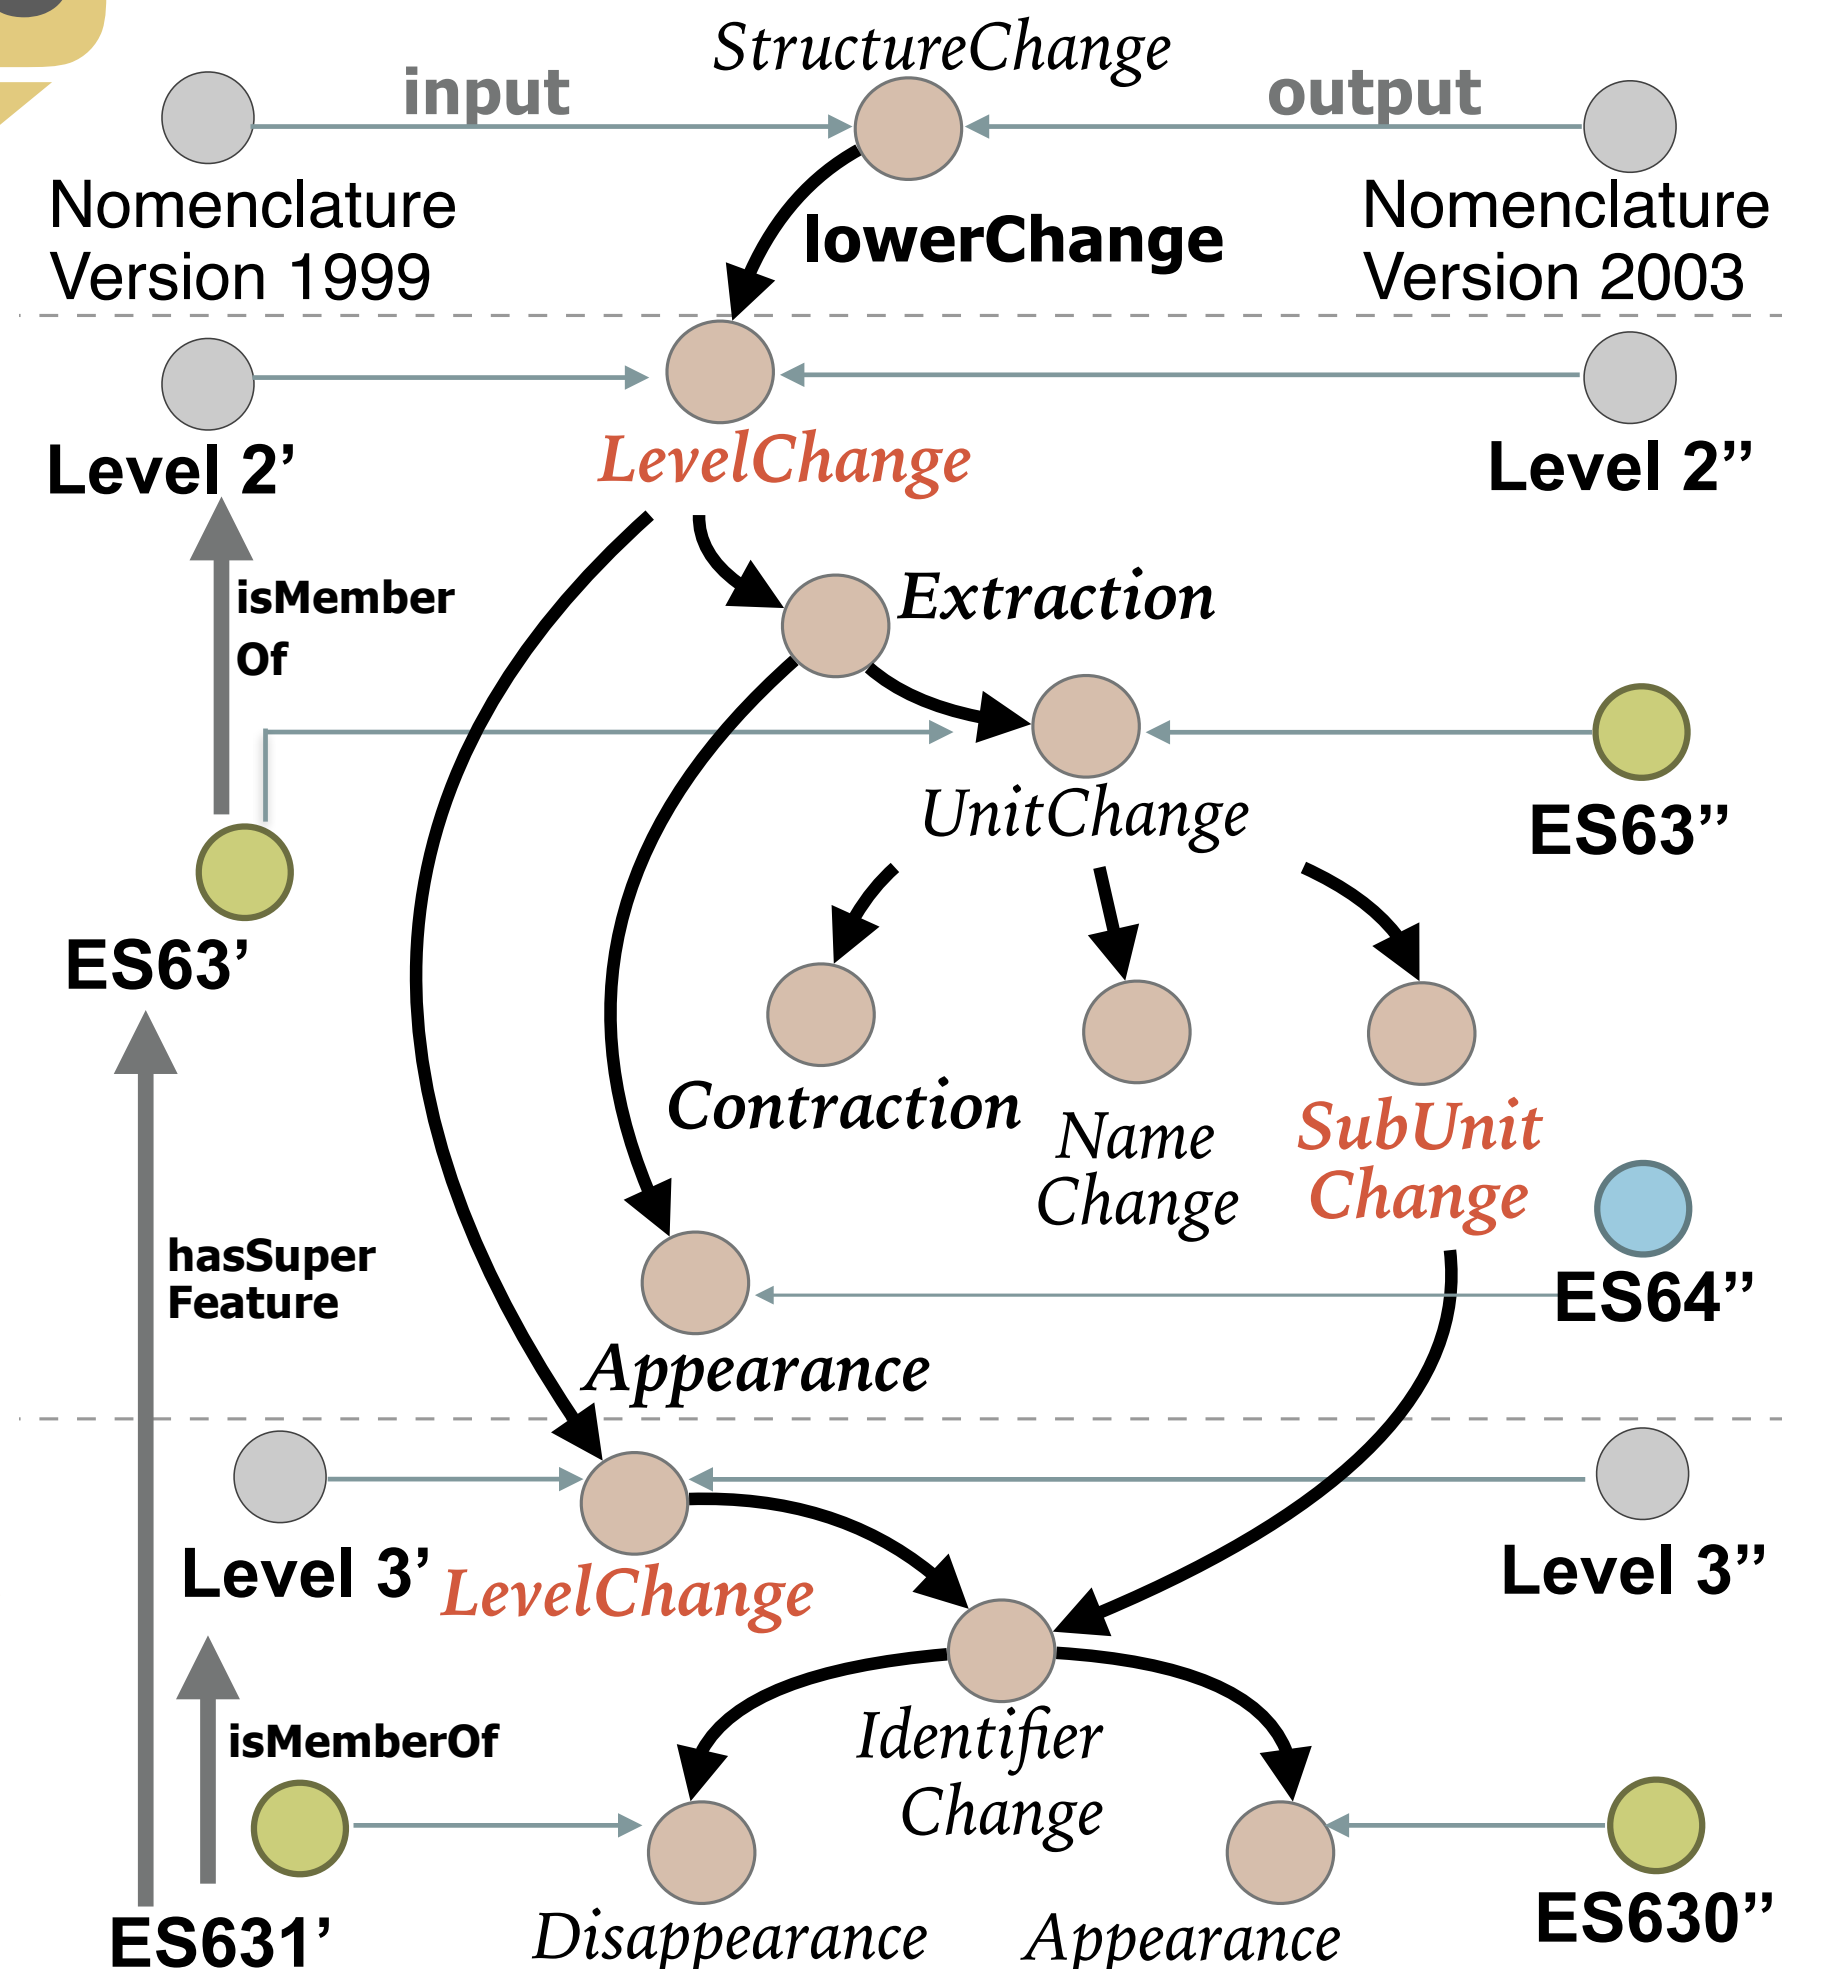 StructureChange
input
output
Nomenclature
Version 1999
Nomenclature
Version 2003
lowerChange
Level 2’
LevelChange
Level 2”
isMember
Of
Extraction
UnitChange
ES63”
ES63’
Contraction
Name
Change
SubUnit
Change
hasSuper
Feature
ES64”
Appearance
Level 3’
LevelChange
Level 3”
isMemberOf
Identifier
Change
ES631’
Disappearance
Appearance
ES630”